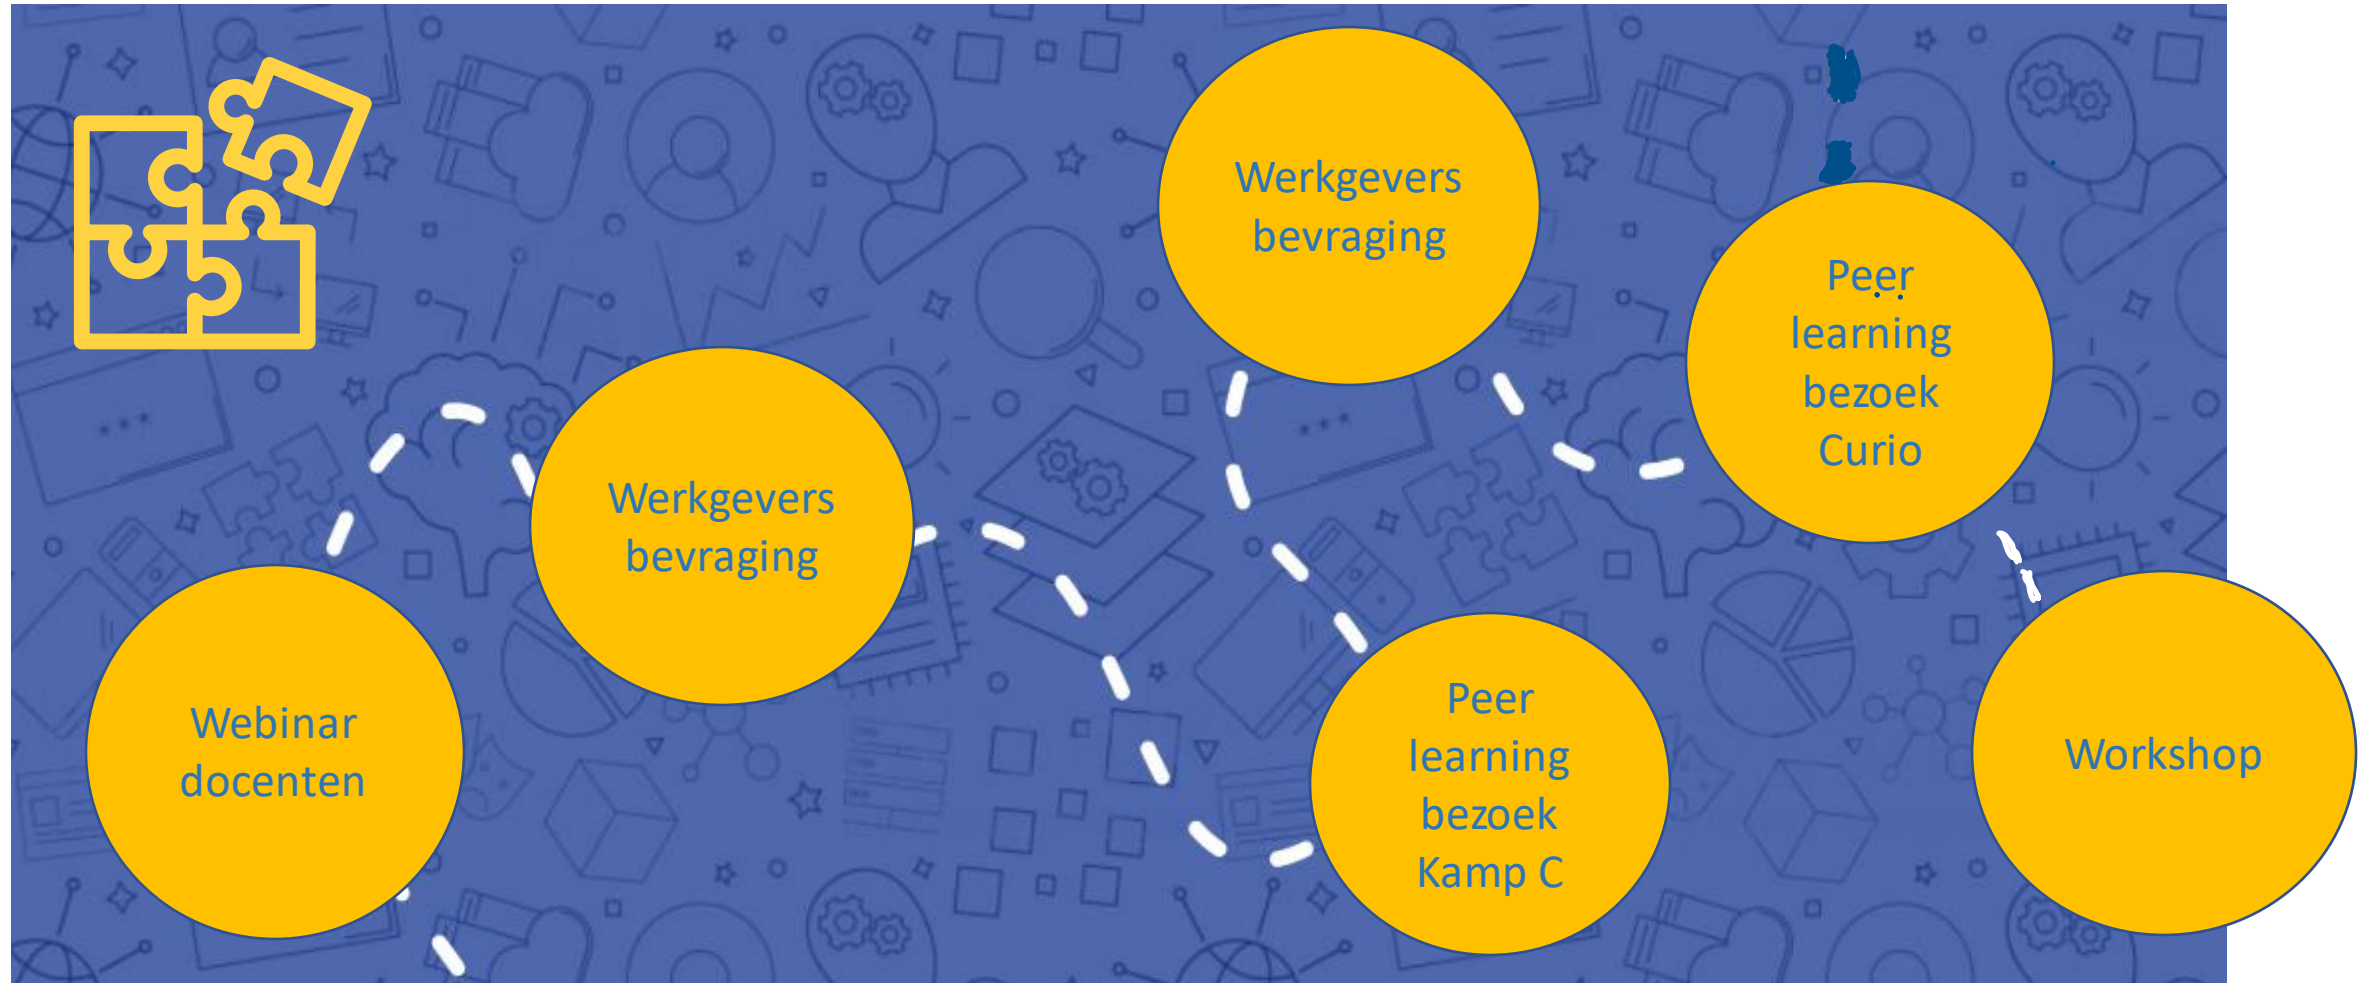 Webinar
docenten
Werkgevers
bevraging
Peer
learning
bezoek
Kamp C
Werkgevers
bevraging
Peer
learning
bezoek
Curio
Workshop